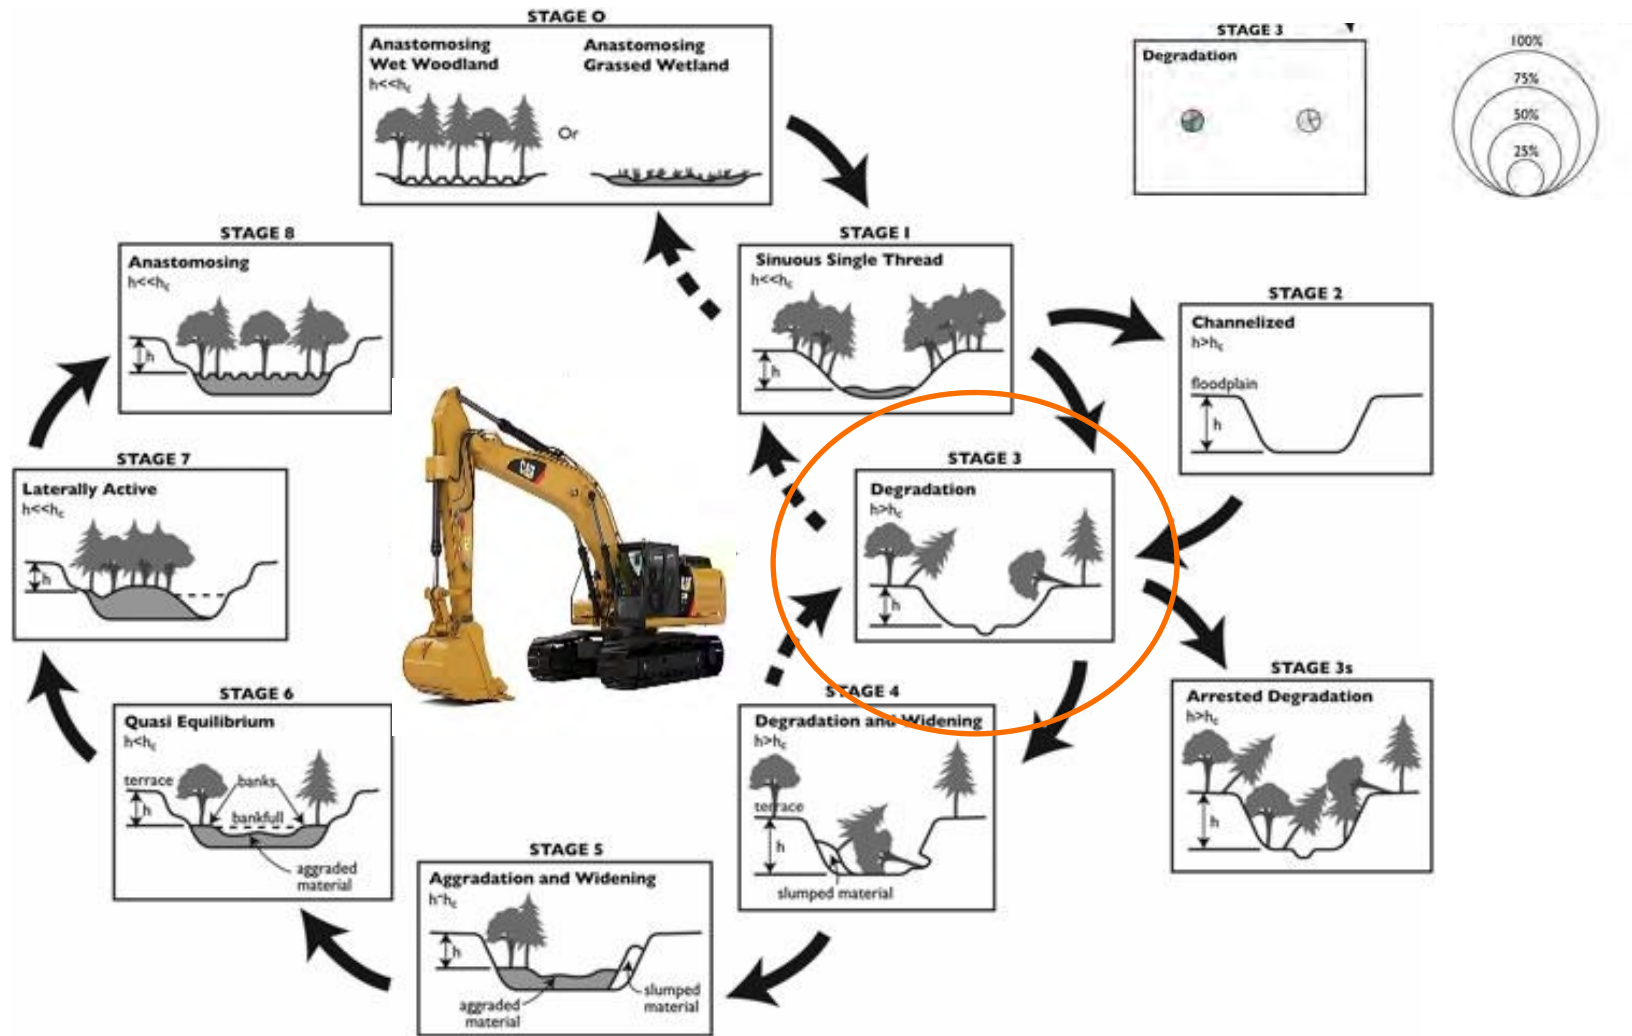 STAGE 0
Anastomosing
Wet Woodland
h<<hc
Or
Anastomosing
Grassed Wetland
STAGE 3
Degradation
100%
75%
50%
25%
STAGE 8
Anastomosing
h<<hc
h
STAGE 1
Sinuous Single Thread
h<<hc
h
STAGE 2
Channelized
h>hc
floodplain
h
STAGE 7
Laterally Active
h<<hc
h
CAT
STAGE 3
Degradation
h>hc
h
STAGE 6
Quasi Equilibrium
h<hc
terrace
banks
h
bankfull
aggraded
material
STAGE 4
Degradation and Widening
h>hc
terrace
h
slumped material
STAGE 3s
Arrested Degradation
h>hc
h
STAGE 5
Aggradation and Widening
h~hc
h
aggraded
material
slumped
material